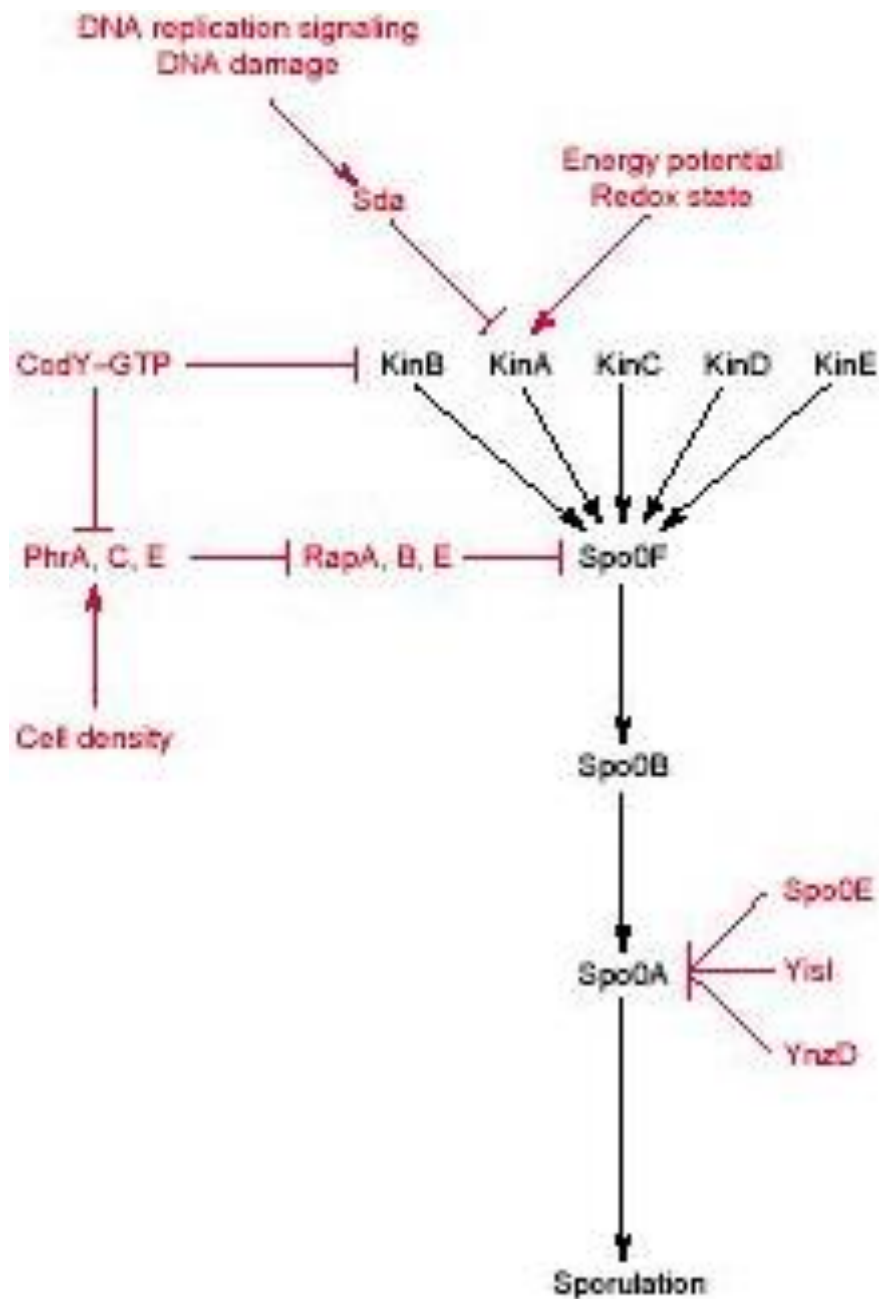 DNA replication signaling
DNA damage
Energy potential
Redox state
Sda
CodY-GTP
KinB
KinA
KinC
KinD
KinE
PhrA, C, E
RapA, B, E
Spo0F
Cell density
Spo0B
Spo0E
Spo0A
YisI
YnzD
Sporulation